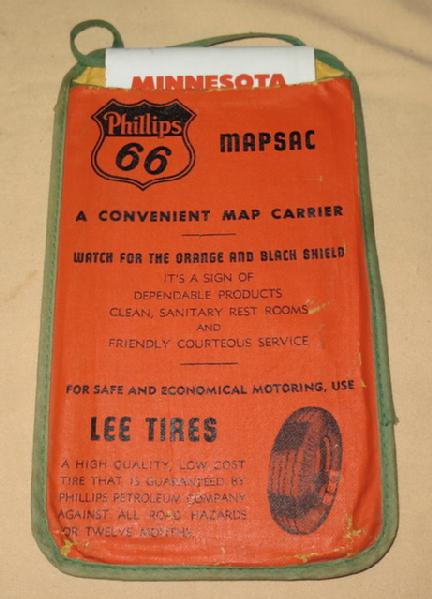 MINNESOTA
Phillips
66
MAPSAC
A CONVENIENT MAP CARRIER
WATCH FOR THE ORANGE AND BLACK SHIELD
IT'S A SIGN OF
DEPENDABLE PRODUCTS
CLEAN, SANITARY REST ROOMS
AND
FRIENDLY COURTEOUS SERVICE
FOR SAFE AND ECONOMICAL MOTORING, USE
LEE TIRES
A HIGH QUALITY, LOW COST
TIRE THAT IS GUARANTEED BY
PHILLIPS PETROLEUM COMPANY
AGAINST ALL ROAD HAZARDS
FOR TWELVE MONTHS.